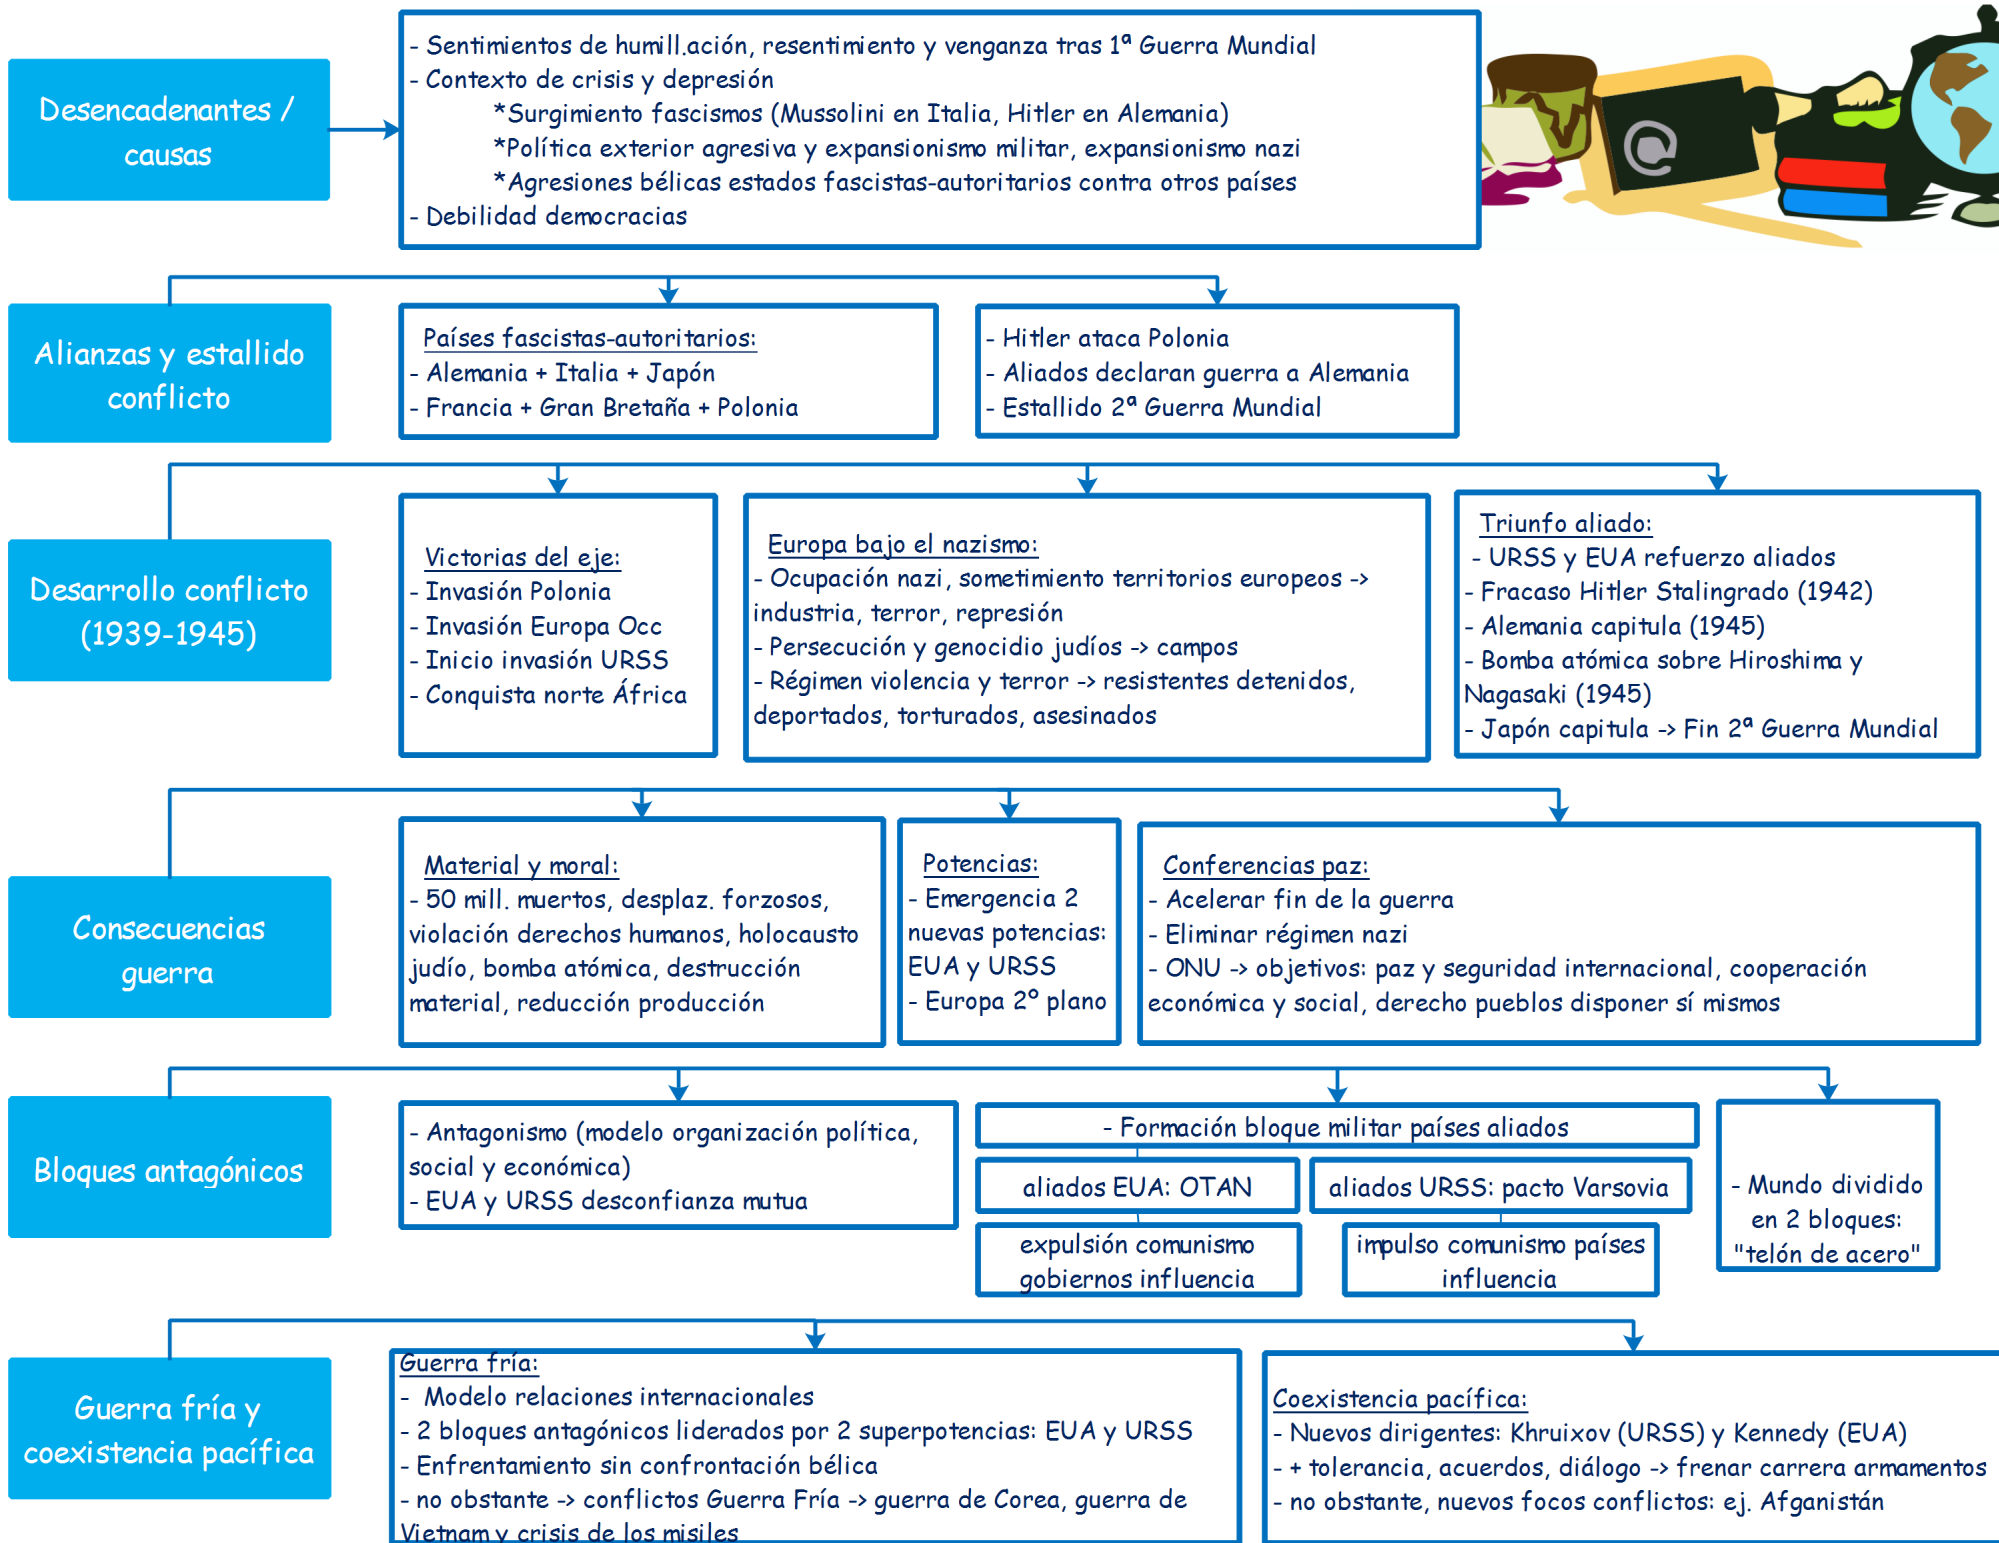 Desencadenantes /
causas
- Sentimientos de humill.ación, resentimiento y venganza tras 1ª Guerra Mundial
- Contexto de crisis y depresión
*Surgimiento fascismos (Mussolini en Italia, Hitler en Alemania)
*Política exterior agresiva y expansionismo militar, expansionismo nazi
*Agresiones bélicas estados fascistas-autoritarios contra otros países
- Debilidad democracias
@
Alianzas y estallido
conflicto
Países fascistas-autoritarios:
- Alemania + Italia + Japón
- Francia + Gran Bretaña + Polonia
- Hitler ataca Polonia
- Aliados declaran guerra a Alemania
- Estallido 2ª Guerra Mundial
Desarrollo conflicto
(1939-1945)
Victorias del eje:
- Invasión Polonia
- Invasión Europa Occ
- Inicio invasión URSS
- Conquista norte África
Europa bajo el nazismo:
- Ocupación nazi, sometimiento territorios europeos ->
industria, terror, represión
- Persecución y genocidio judíos -> campos
- Régimen violencia y terror -> resistentes detenidos,
deportados, torturados, asesinados
Triunfo aliado:
- URSS y EUA refuerzo aliados
- Fracaso Hitler Stalingrado (1942)
- Alemania capitula (1945)
- Bomba atómica sobre Hiroshima y
Nagasaki (1945)
- Japón capitula -> Fin 2ª Guerra Mundial
Consecuencias
guerra
Material y moral:
- 50 mill. muertos, desplaz. forzosos,
violación derechos humanos, holocausto
judío, bomba atómica, destrucción
material, reducción producción
Potencias:
- Emergencia 2
nuevas potencias:
EUA y URSS
- Europa 2º plano
Conferencias paz:
- Acelerar fin de la guerra
- Eliminar régimen nazi
- ONU -> objetivos: paz y seguridad internacional, cooperación
económica y social, derecho pueblos disponer sí mismos
Bloques antagónicos
- Antagonismo (modelo organización política,
social y económica)
- EUA y URSS desconfianza mutua
- Formación bloque militar países aliados
aliados EUA: OTAN
aliados URSS: pacto Varsovia
expulsión comunismo
gobiernos influencia
impulso comunismo países
influencia
- Mundo dividido
en 2 bloques:
"telón de acero"
Guerra fría y
coexistencia pacífica
Guerra fría:
- Modelo relaciones internacionales
- 2 bloques antagónicos liderados por 2 superpotencias: EUA y URSS
- Enfrentamiento sin confrontación bélica
- no obstante -> conflictos Guerra Fría -> guerra de Corea, guerra de
Vietnam y crisis de los misiles
Coexistencia pacífica:
- Nuevos dirigentes: Khruixov (URSS) y Kennedy (EUA)
- + tolerancia, acuerdos, diálogo -> frenar carrera armamentos
- no obstante, nuevos focos conflictos: ej. Afganistán